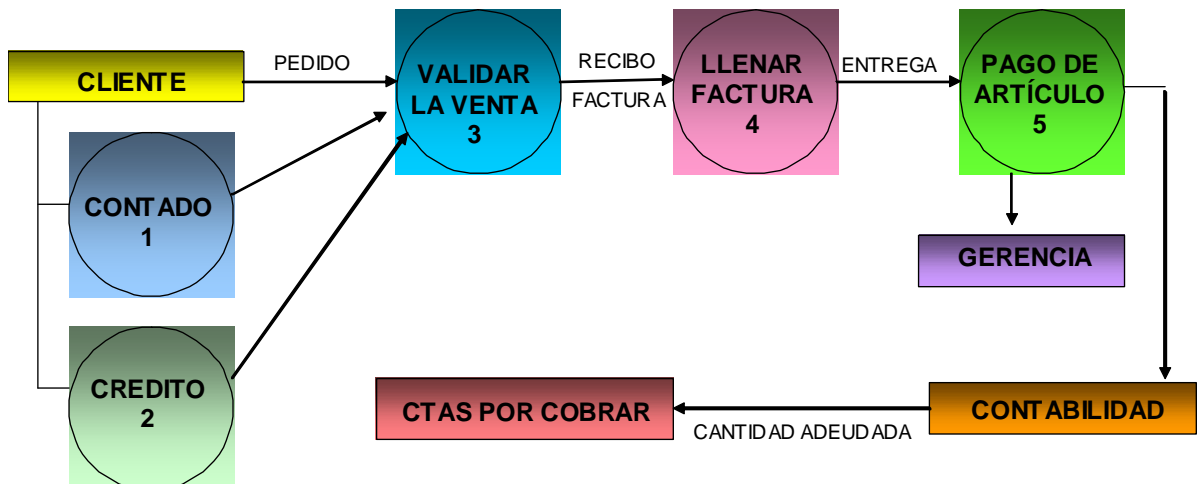 CLIENTE
PEDIDO
VALIDAR
LA VENTA
3
RECIBO
FACTURA
LLENAR
FACTURA
4
ENTREGA
PAGO DE
ARTÍCULO
5
CONTADO
1
GERENCIA
CREDITO
2
CTAS POR COBRAR
CANTIDAD ADEUDADA
CONTABILIDAD